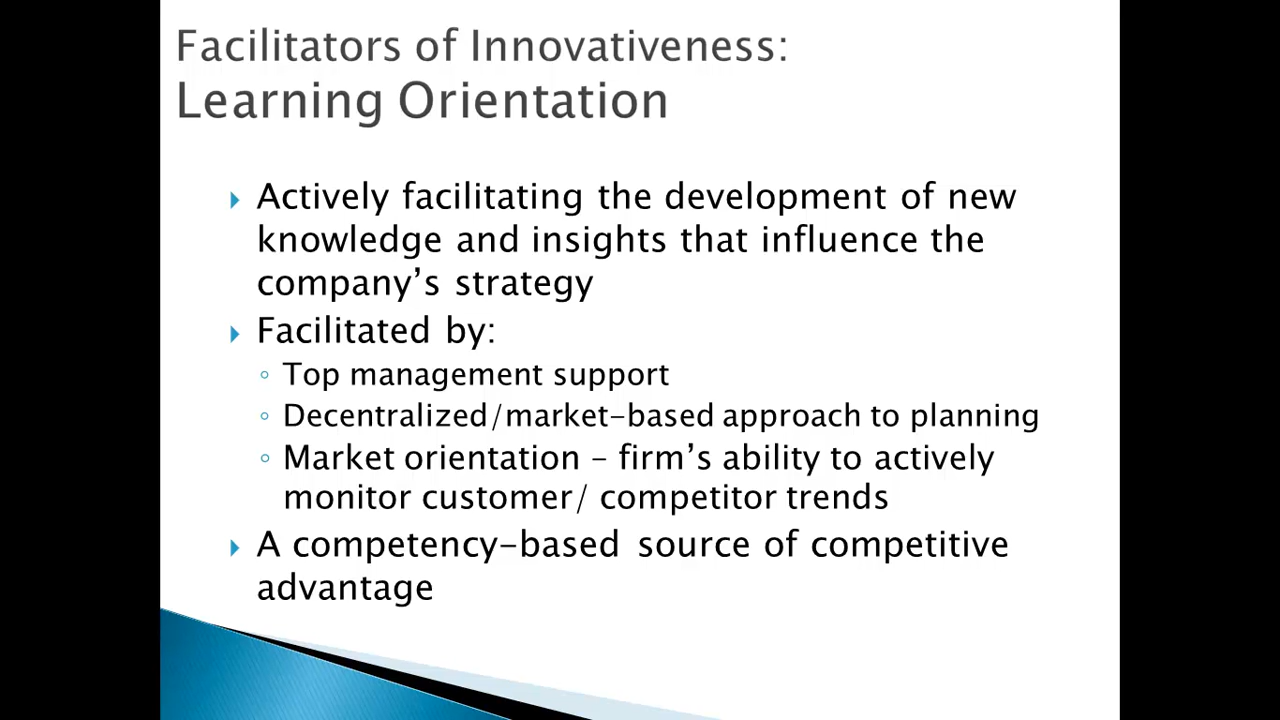 Facilitators of Innovativeness:
Learning Orientation
Actively facilitating the development of new
knowledge and insights that influence the
company’s strategy
Facilitated by:
Top management support
Decentralized/market-based approach to planning
Market orientation – firm’s ability to actively
monitor customer/ competitor trends
A competency-based source of competitive
advantage